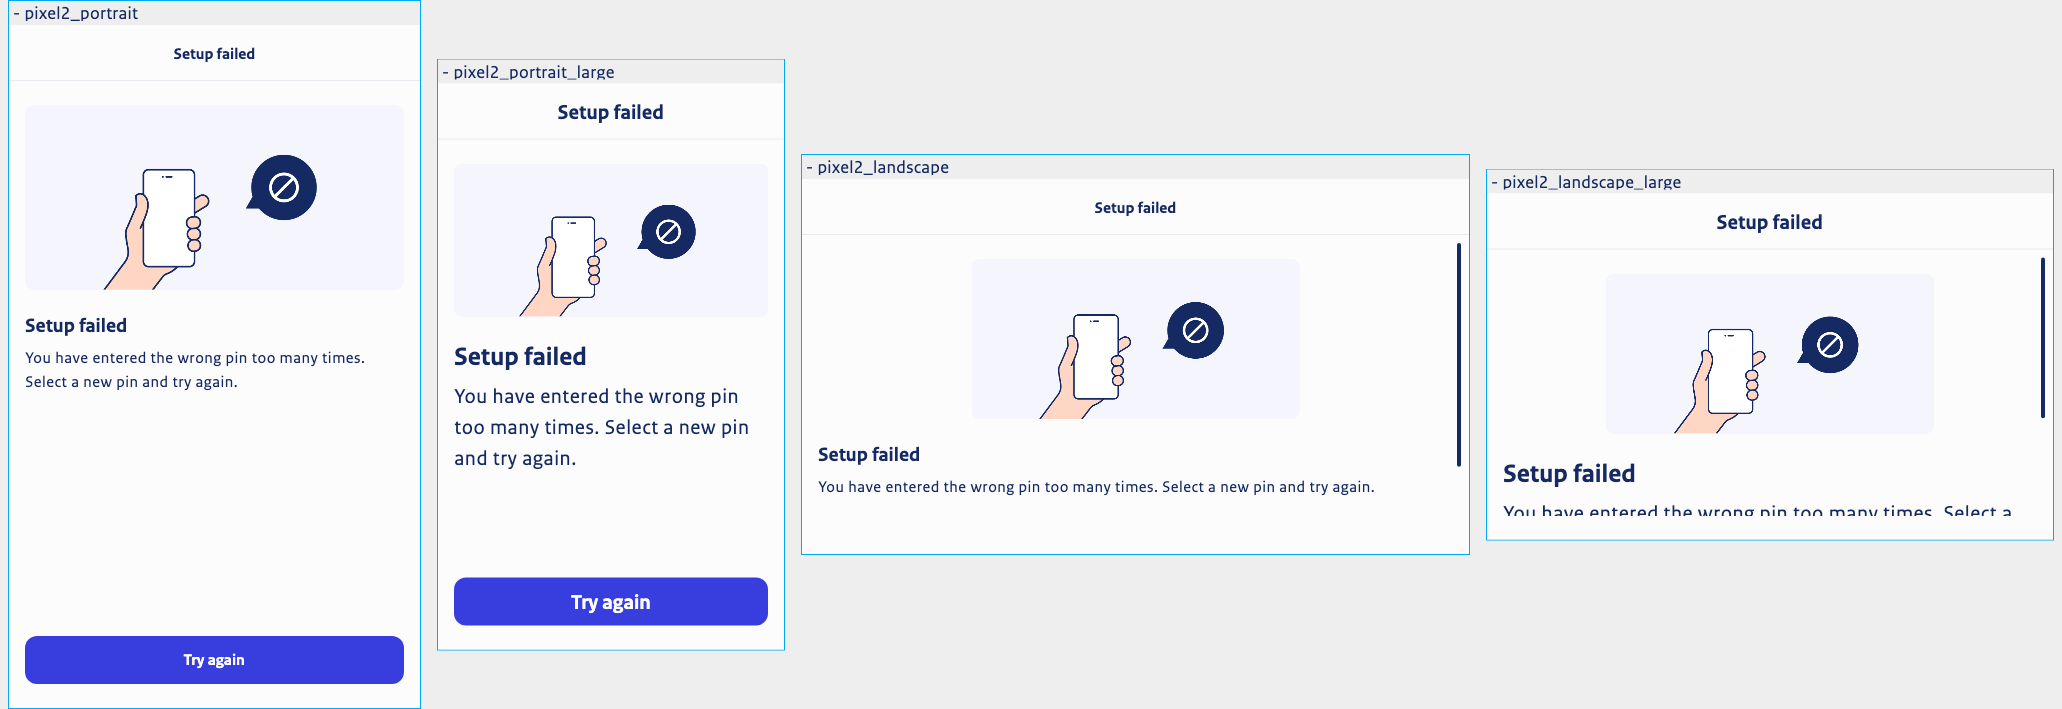 - pixel2_portrait
Setup failed
Setup failed
You have entered the wrong pin too many times.
Select a new pin and try again.
Try again
- pixel2_portrait_large
Setup failed
Setup failed
You have entered the wrong pin
too many times. Select a new pin
and try again.
Try again
- pixel2_landscape
Setup failed
Setup failed
You have entered the wrong pin too many times. Select a new pin and try again.
- pixel2_landscape_large
Setup failed
Setup failed
You have entered the wrong pin too many times. Select a